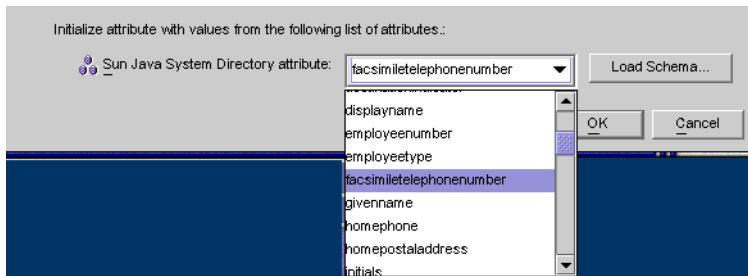 Initialize attribute with values from the following list of attributes.:
Sun Java System Directory attribute:
facsimiletelephonenumber
Load Schema...
displayname
employeenumber
employeetype
facsimiletelephonenumber
givenname
homephone
homepostaladdress
initials
OK
Cancel